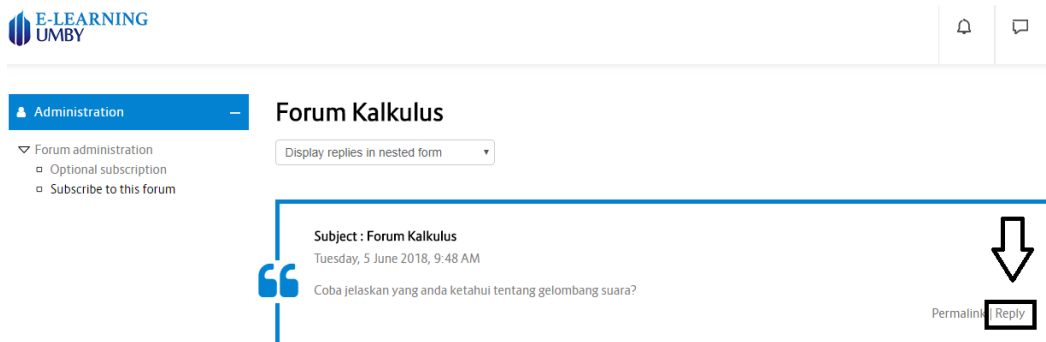 E-LEARNING
UMBY
Administration
Forum administration
Optional subscription
Subscribe to this forum
Forum Kalkulus
Display replies in nested form
Subject : Forum Kalkulus
Tuesday, 5 June 2018, 9:48 AM
Coba jelaskan yang anda ketahui tentang gelombang suara?
Permalink | Reply